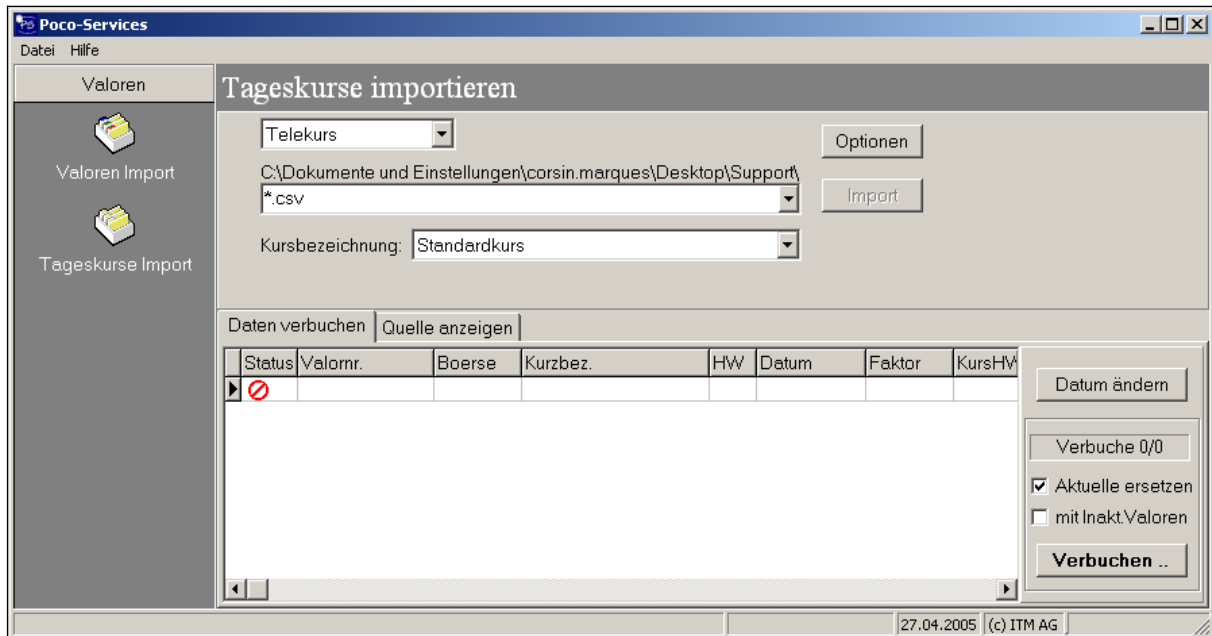 Poco-Services
Datei Hilfe
Valoren
Valoren Import
Tageskurse Import
Tageskurse importieren
Telekurs
Optionen
C:\Dokumente und Einstellungen\corsin.marques\Desktop\Support\
*.csv
Import
Kursbezeichnung: Standardkurs
Daten verbuchen Quelle anzeigen
Status Valornr. Boerse Kurzbez. HW Datum Faktor KursHW
Datum ändern
Verbuche 0/0
Aktuelle ersetzen
mit Inakt.Valoren
Verbuchen ..
27.04.2005 (c) ITM AG